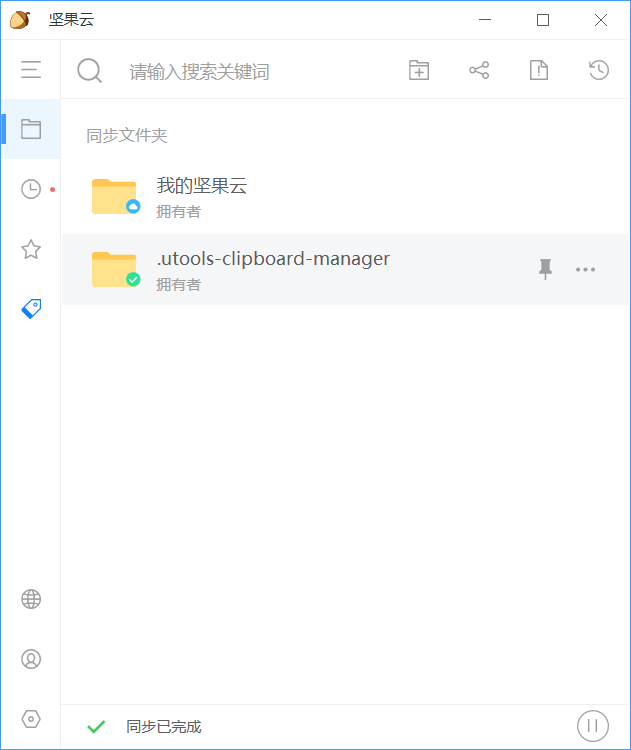 坚果云
请输入搜索关键词
同步文件夹
我的坚果云
拥有者
.utools-clipboard-manager
拥有者
同步已完成